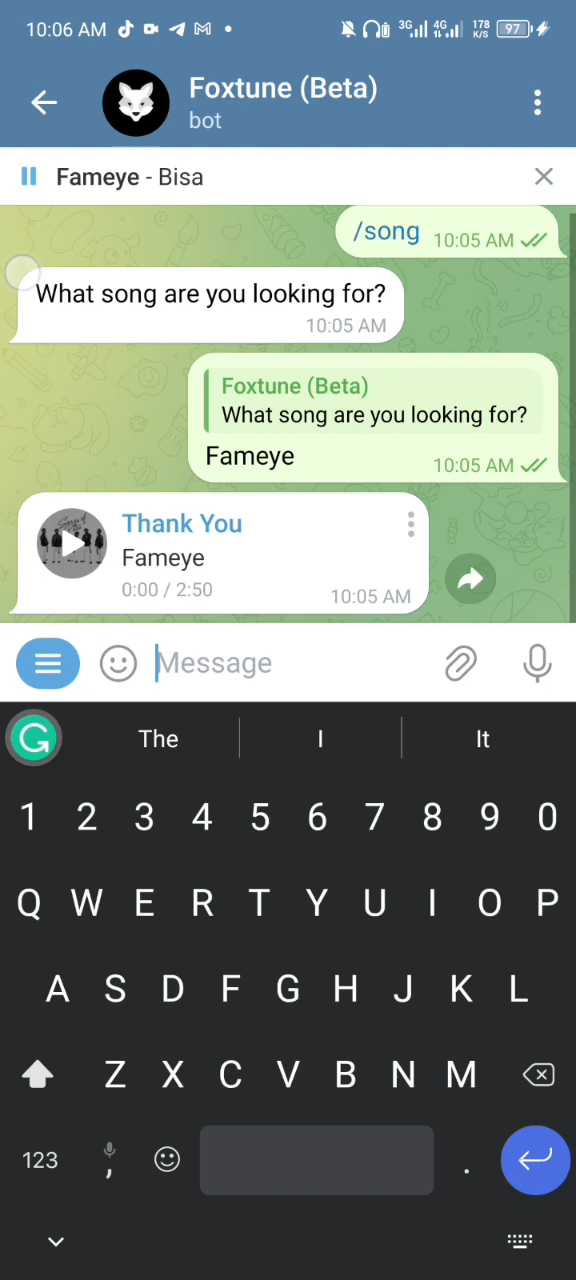 10:06 AM
3G 4G 178 K/S 97
Foxtune (Beta)
bot
Fameye - Bisa
/song 10:05 AM
What song are you looking for?
10:05 AM
Foxtune (Beta)
What song are you looking for?
Fameye 10:05 AM
Thank You
Fameye
0:00 / 2:50 10:05 AM
Message
The I It
1 2 3 4 5 6 7 8 9 0
Q W E R T Y U I O P
A S D F G H J K L
Z X C V B N M
123 , .